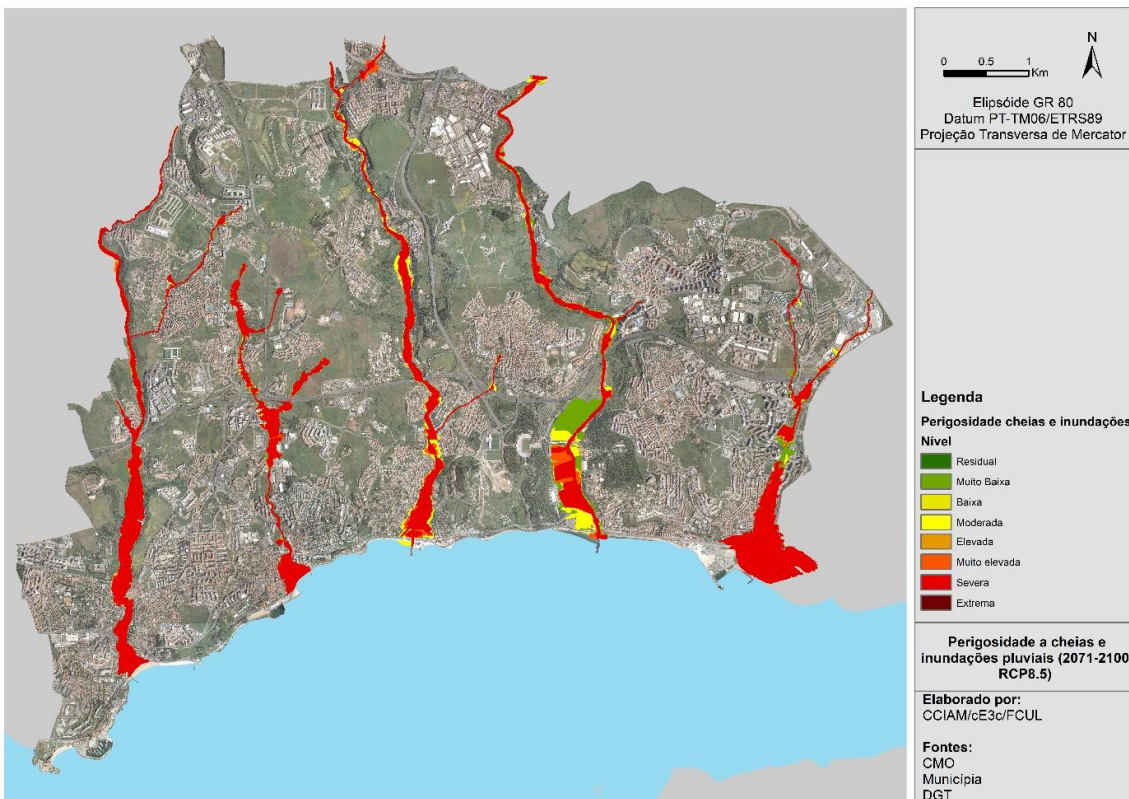 N
0 0.5 1
Km
Elipsóide GR 80
Datum PT-TM06/ETRS89
Projeção Transversa de Mercator
Legenda
Perigosidade cheias e inundações
Nível
Residual
Muito Baixa
Baixa
Moderada
Elevada
Muito elevada
Severa
Extrema
Perigosidade a cheias e
inundações pluviais (2071-2100
RCP8.5)
Elaborado por:
CCIAM/cE3c/FCUL
Fontes:
CMO
Municípia
DGT